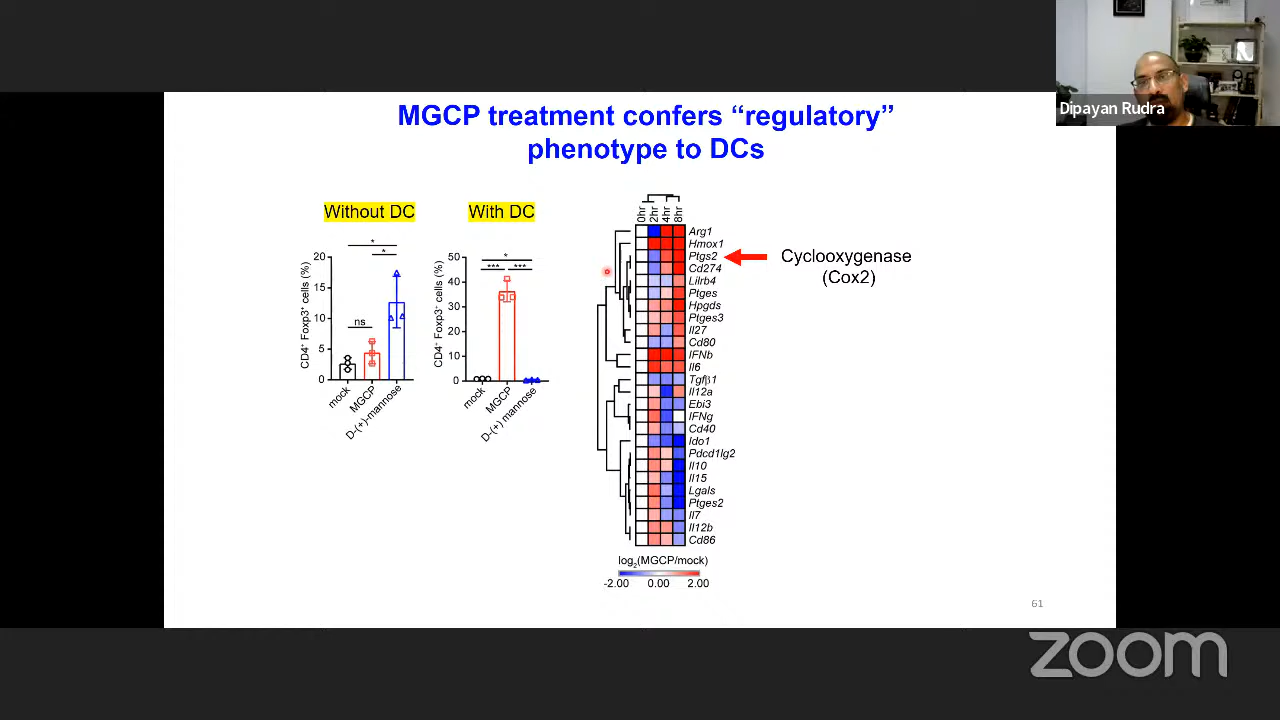 Dipayan Rudra
MGCP treatment confers “regulatory”
phenotype to DCs
Without DC
With DC
CD4⁺ Foxp3⁺ cells (%)
20
15
10
5
0
*
*
ns
mock
MGCP
D-(+)-mannose
CD4⁺ Foxp3⁺ cells (%)
50
40
30
20
10
0
*
*** ***
mock
MGCP
D-(+) mannose
0hr
2hr
4hr
8hr
Arg1
Hmox1
Ptgs2
Cd274
Lilrb4
Ptges
Hpgds
Ptges3
Il27
Cd80
IFNb
Il6
Tgfβ1
Il12a
Ebi3
IFNg
Cd40
Ido1
Pdcd1lg2
Il10
Il15
Lgals
Ptges2
Il7
Il12b
Cd86
log₂(MGCP/mock)
-2.00 0.00 2.00
Cyclooxygenase
(Cox2)
61
zoom